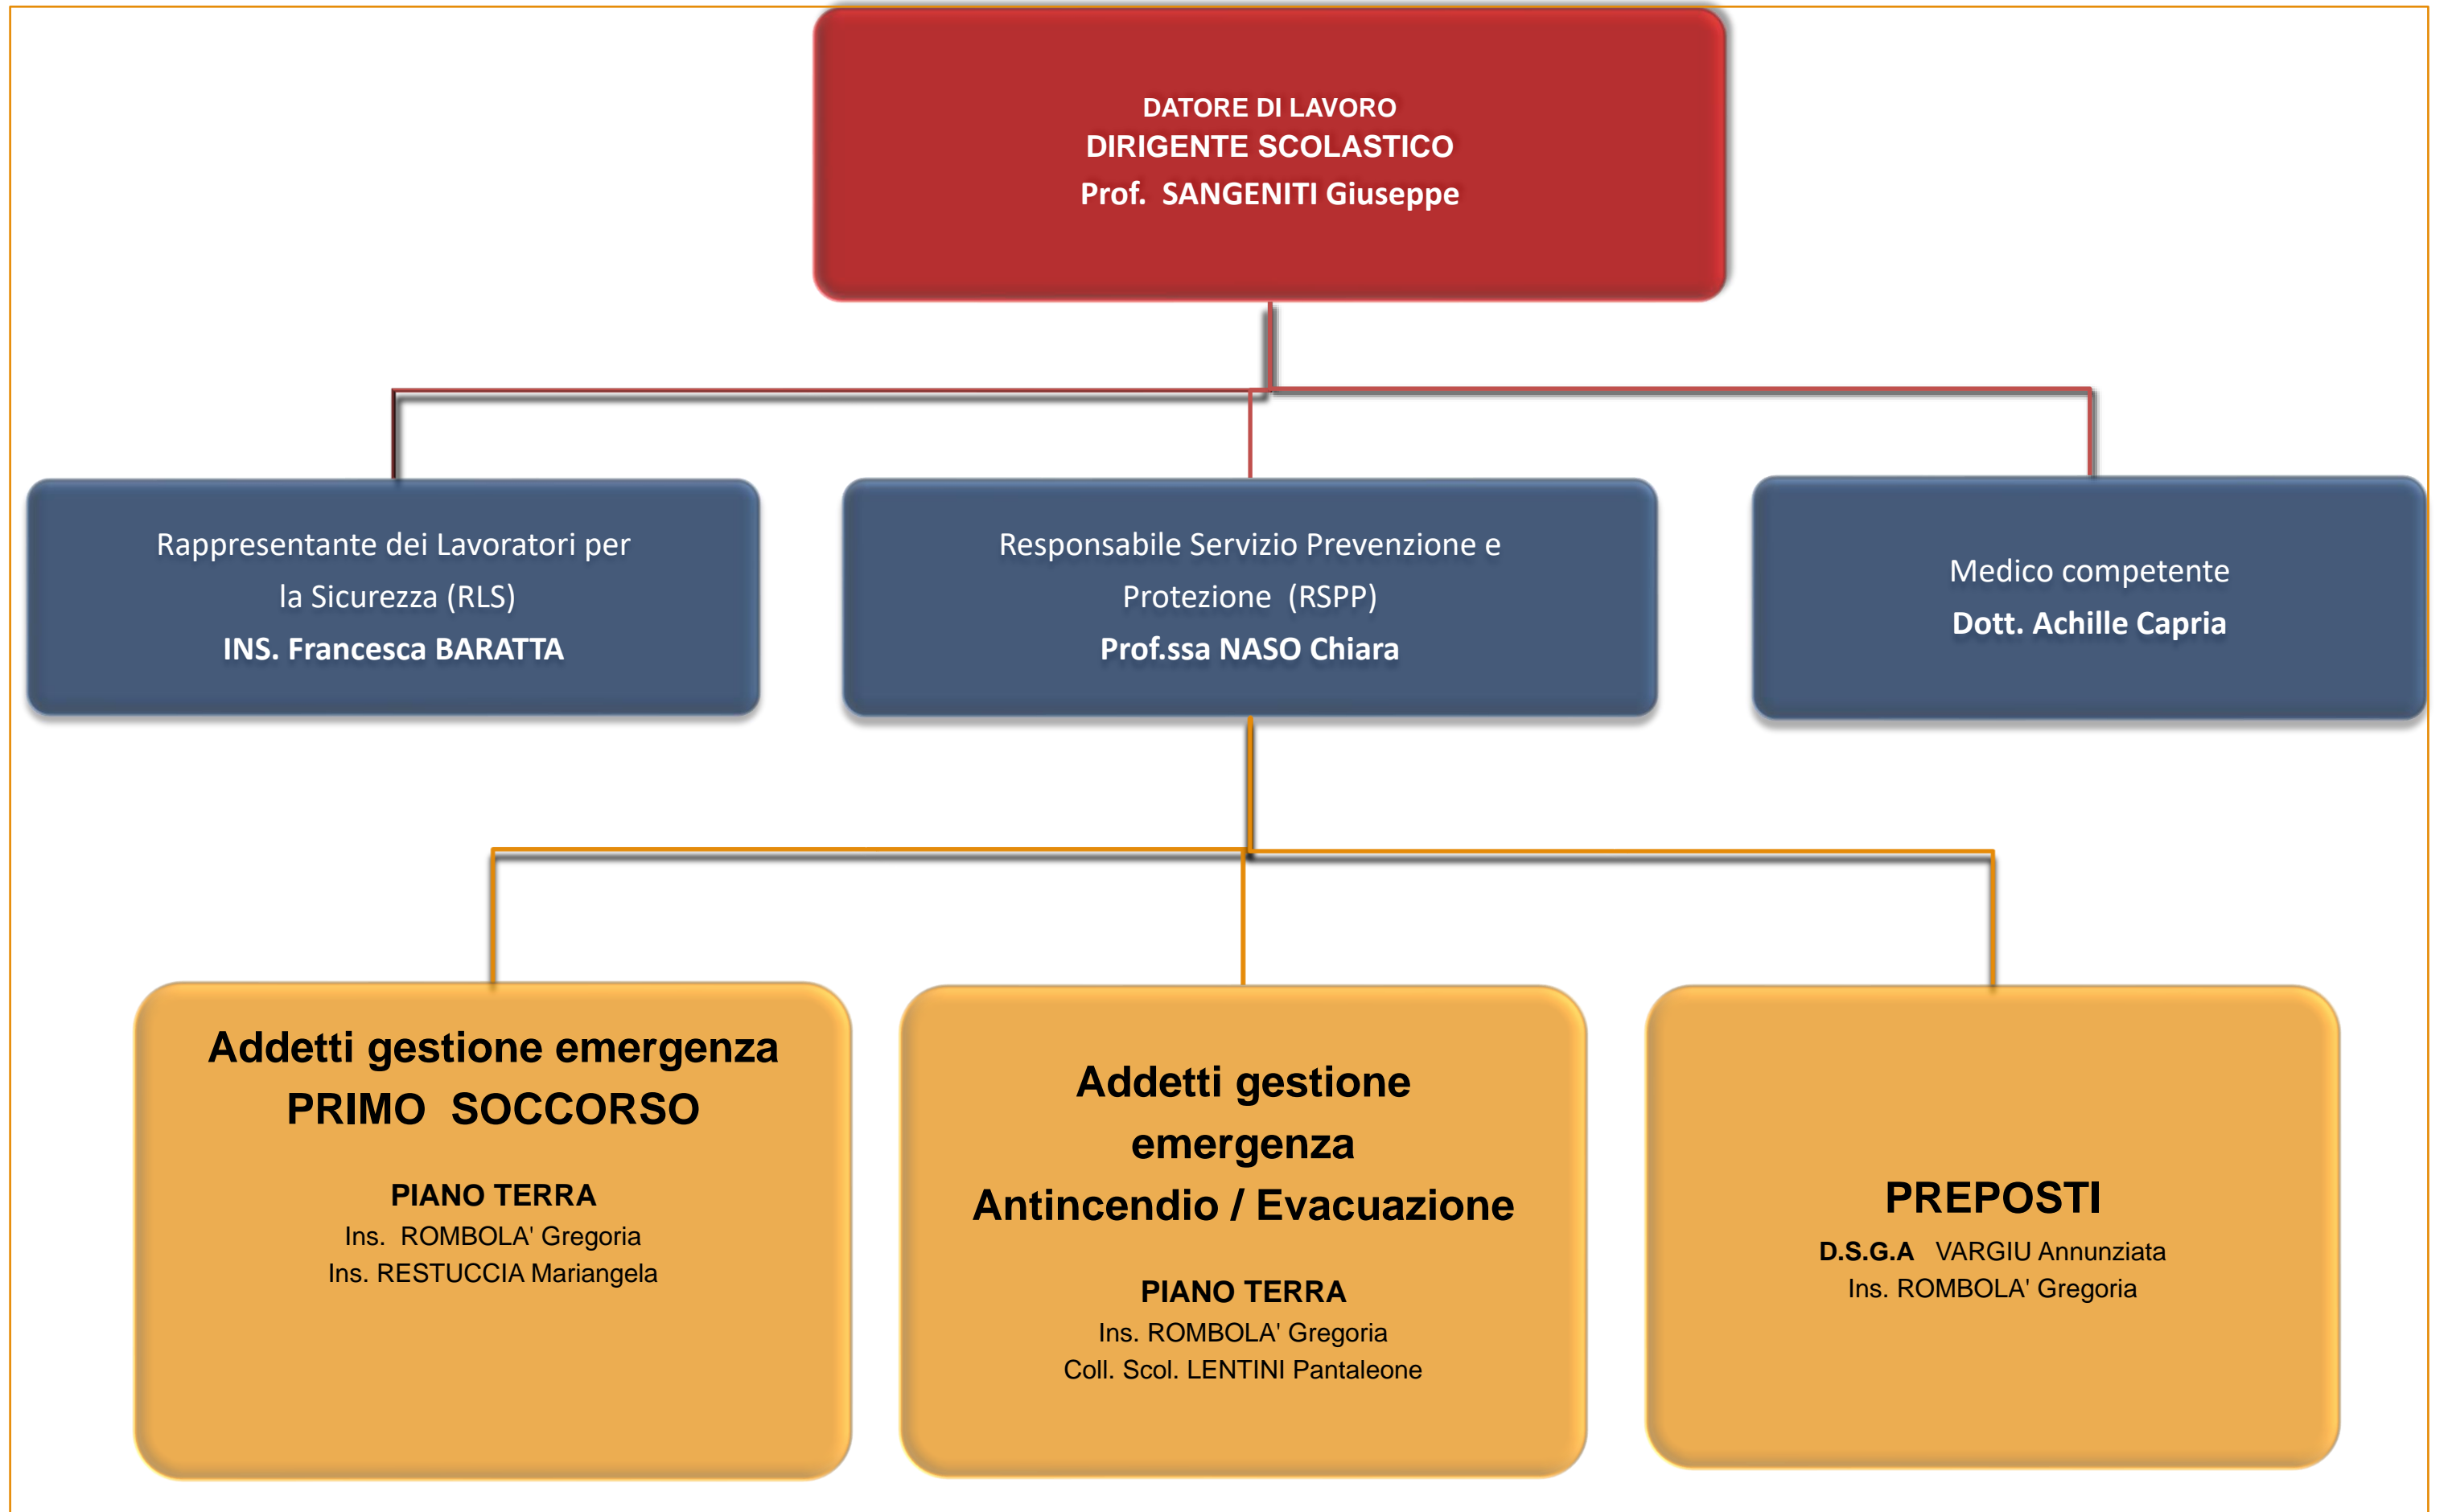 DATORE DI LAVORO
DIRIGENTE SCOLASTICO
Prof. SANGENITI Giuseppe
Rappresentante dei Lavoratori per
la Sicurezza (RLS)
INS. Francesca BARATTA
Responsabile Servizio Prevenzione e
Protezione (RSPP)
Prof.ssa NASO Chiara
Medico competente
Dott. Achille Capria
Addetti gestione emergenza
PRIMO SOCCORSO
PIANO TERRA
Ins. ROMBOLA' Gregoria
Ins. RESTUCCIA Mariangela
Addetti gestione
emergenza
Antincendio / Evacuazione
PIANO TERRA
Ins. ROMBOLA' Gregoria
Coll. Scol. LENTINI Pantaleone
PREPOSTI
D.S.G.A VARGIU Annunziata
Ins. ROMBOLA' Gregoria